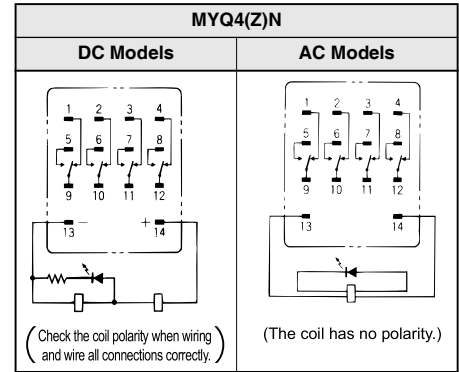 MYQ4(Z)N
DC Models
AC Models
1 2 3 4
5 6 7 8
9 10 11 12
13 − + 14
(Check the coil polarity when wiring
and wire all connections correctly.)
1 2 3 4
5 6 7 8
9 10 11 12
13 14
(The coil has no polarity.)